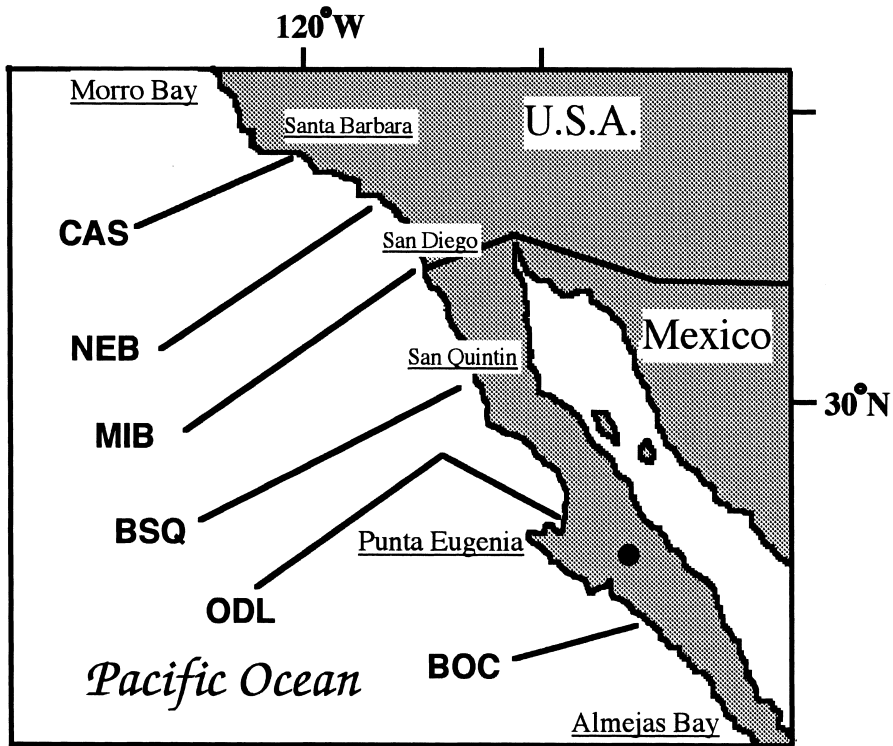 120°W
Morro Bay
Santa Barbara
U.S.A.
CAS
San Diego
NEB
Mexico
San Quintin
30°N
MIB
BSQ
Punta Eugenia
ODL
BOC
Pacific Ocean
Almejas Bay